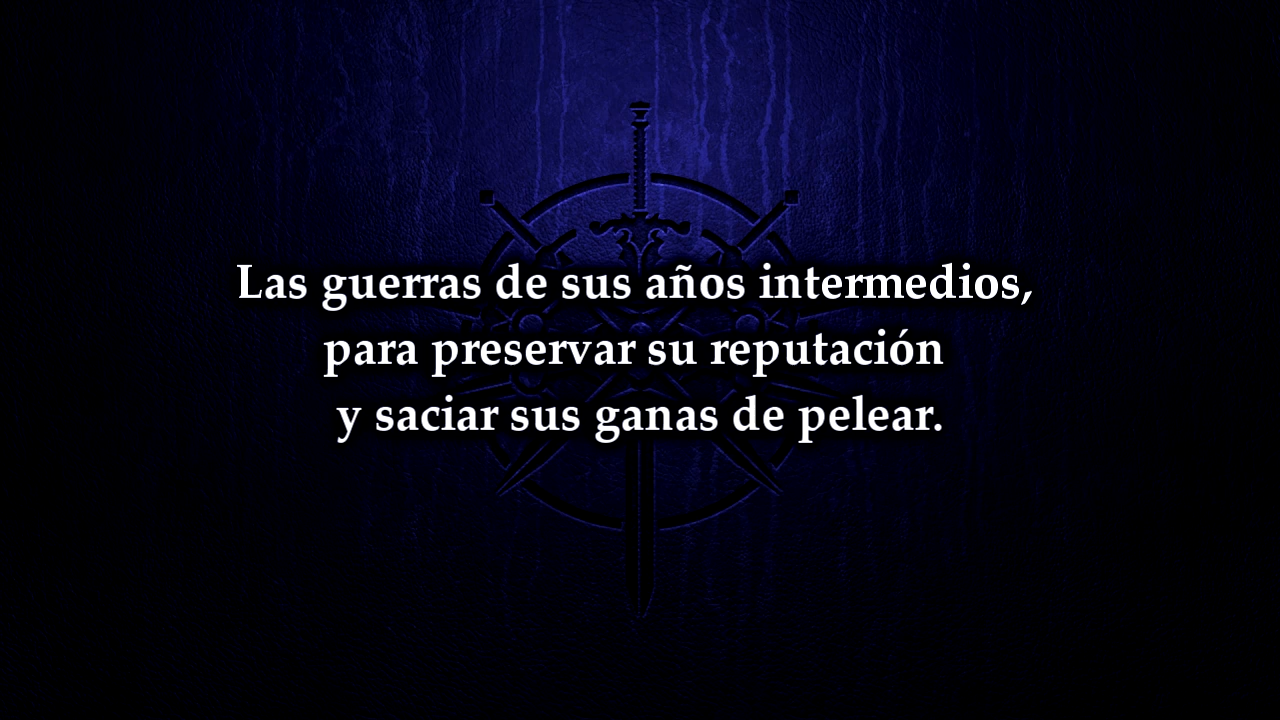 Las guerras de sus años intermedios,
para preservar su reputación
y saciar sus ganas de pelear.